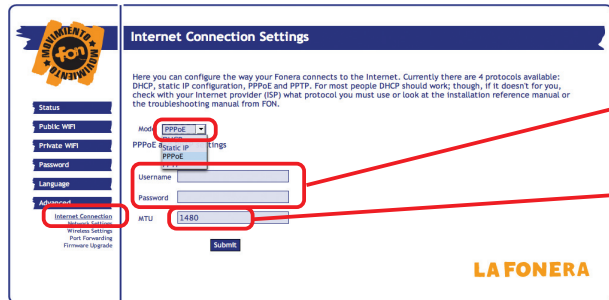 MOVIMIENTO
fon
MOVIMIENTO
Internet Connection Settings
Here you can configure the way your Fonera connects to the Internet. Currently there are 4 protocols available:
DHCP, static IP configuration, PPPoE and PPTP. For most people DHCP should work; though, if it doesn't for you,
check with your Internet provider (ISP) what protocol you must use or look at the installation reference manual or
the troubleshooting manual from FON.
Status
Public WIFI
Private WIFI
Password
Language
Advanced
Internet Connection
Network Settings
Wireless Settings
Port Forwarding
Firmware Upgrade
Mode PPPoE
DHCP
Static IP
PPPoE
PPPoE
Username
Password
MTU 1480
Submit
LA FONERA